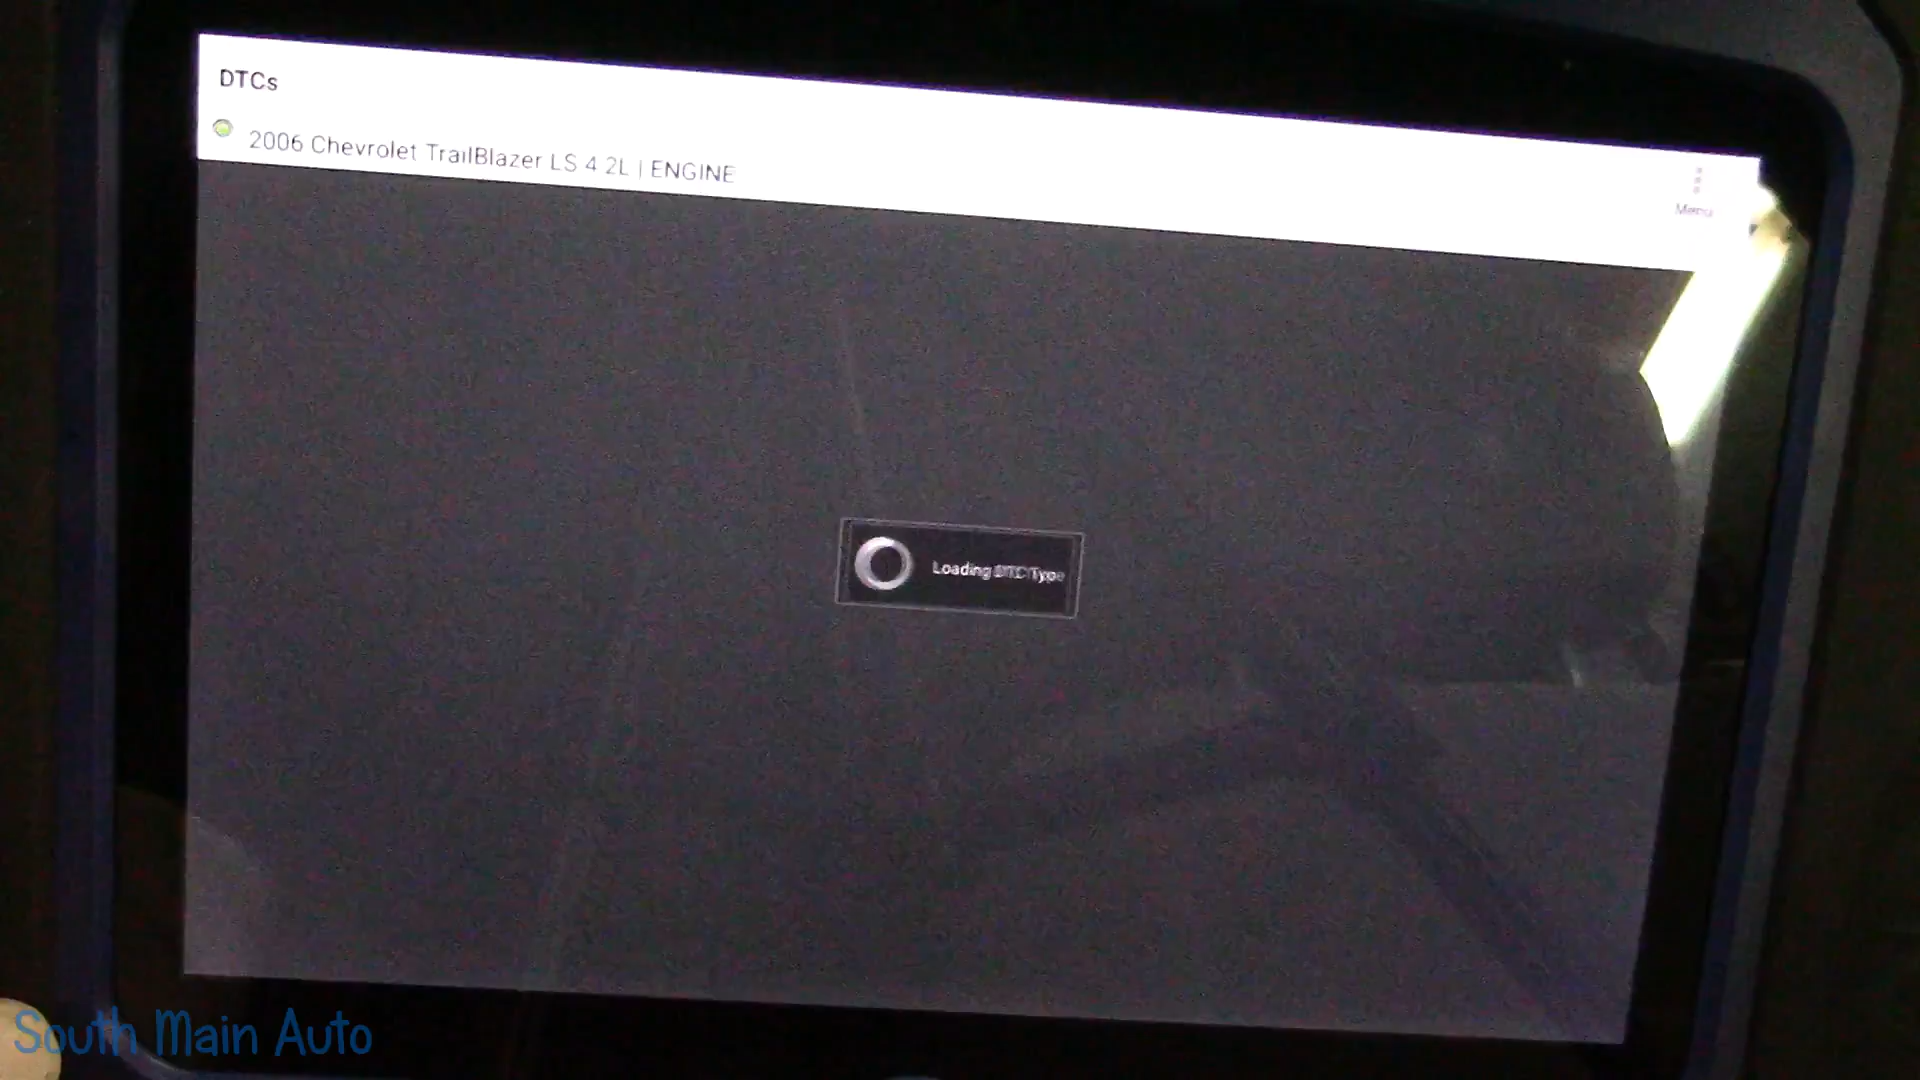 DTCs
2006 Chevrolet TrailBlazer LS 4.2L | ENGINE
Menu
Loading DTC Type
South Main Auto